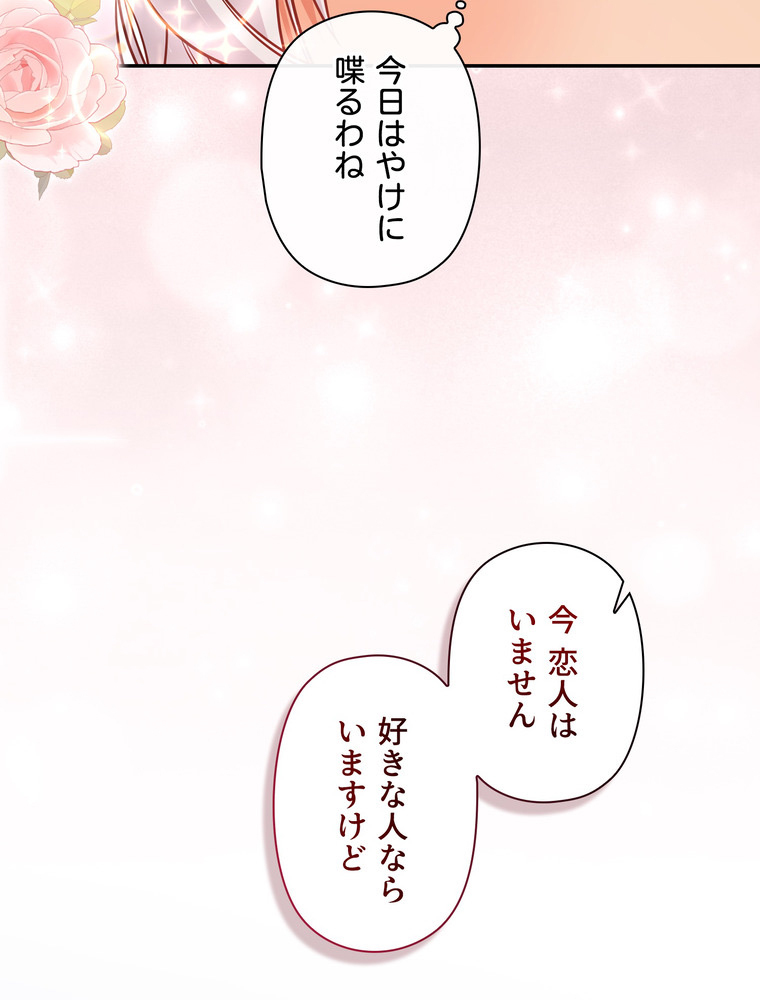 今日はやけに
喋るわね
今 恋人は
いません
好きな人なら
いますけど